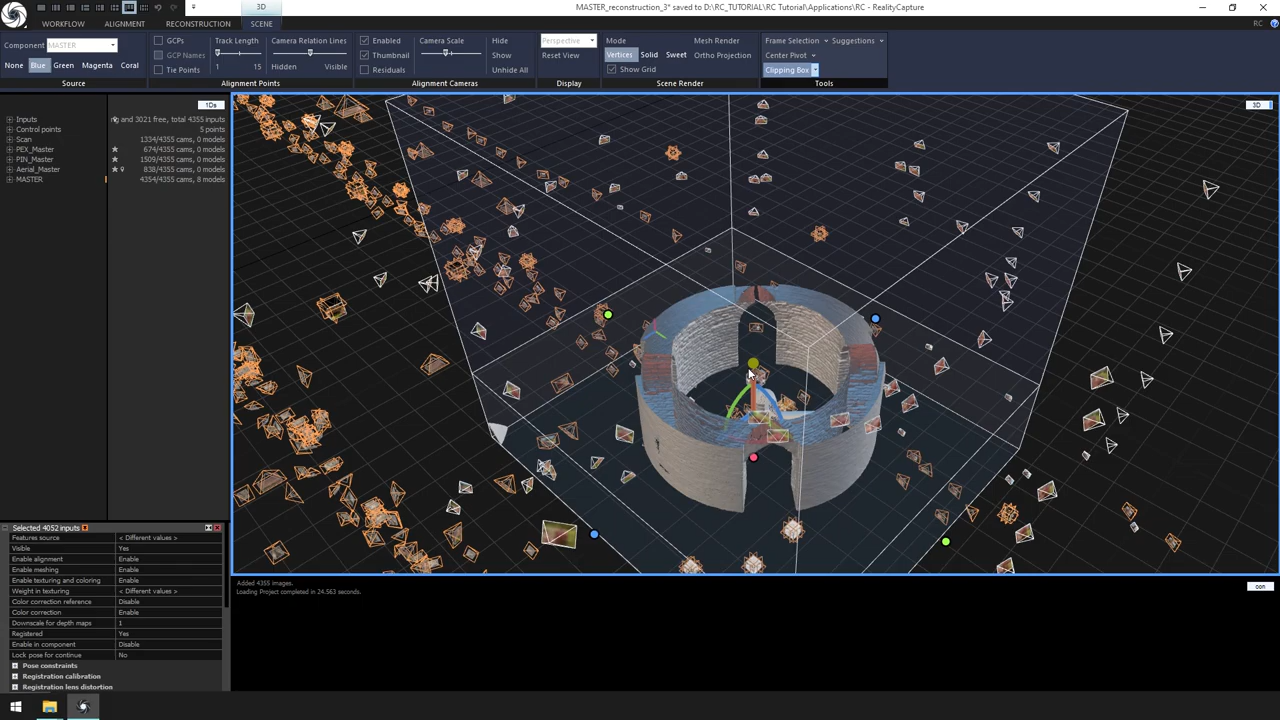 3D
MASTER_reconstruction_3* saved to D:\RC_TUTORIAL\RC Tutorial\Applications\RC - RealityCapture
WORKFLOW
ALIGNMENT
RECONSTRUCTION
SCENE
RC
Component
MASTER
None
Blue
Green
Magenta
Coral
Source
GCPs
GCP Names
Tie Points
Track Length
1
15
Camera Relation Lines
Hidden
Visible
Alignment Points
Enabled
Thumbnail
Residuals
Camera Scale
Hide
Show
Unhide All
Alignment Cameras
Perspective
Reset View
Display
Mode
Vertices
Solid
Sweet
Show Grid
Mesh Render
Ortho Projection
Scene Render
Frame Selection
Suggestions
Center Pivot
Clipping Box
Tools
1Ds
3D
Inputs
and 3021 free, total 4355 inputs
Control points
5 points
Scan
1334/4355 cams, 0 models
PEX_Master
674/4355 cams, 0 models
PIN_Master
1509/4355 cams, 0 models
Aerial_Master
838/4355 cams, 0 models
MASTER
4354/4355 cams, 8 models
Selected 4052 inputs
Features source
< Different values >
Visible
Yes
Enable alignment
Enable
Enable meshing
Enable
Enable texturing and coloring
Enable
Weight in texturing
< Different values >
Color correction reference
Disable
Color correction
Enable
Downscale for depth maps
1
Registered
Yes
Enable in component
Disable
Lock pose for continue
No
Pose constraints
Registration calibration
Registration lens distortion
Added 4355 images.
Loading Project completed in 24.563 seconds.
con